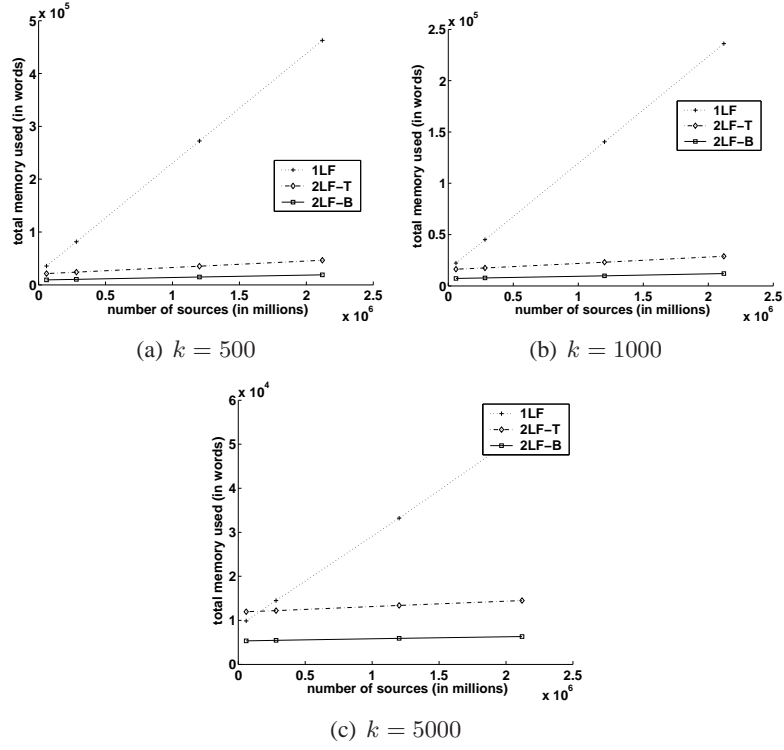 x 10^5
5
4
3
2
1
0
total memory used (in words)
1LF
2LF−T
2LF−B
0 0.5 1 1.5 2 2.5
number of sources (in millions)
x 10^6
(a) k = 500
x 10^5
2.5
2
1.5
1
0.5
0
total memory used (in words)
1LF
2LF−T
2LF−B
0 0.5 1 1.5 2 2.5
number of sources (in millions)
x 10^6
(b) k = 1000
x 10^4
6
5
4
3
2
1
0
total memory used (in words)
1LF
2LF−T
2LF−B
0 0.5 1 1.5 2 2.5
number of sources (in millions)
x 10^6
(c) k = 5000